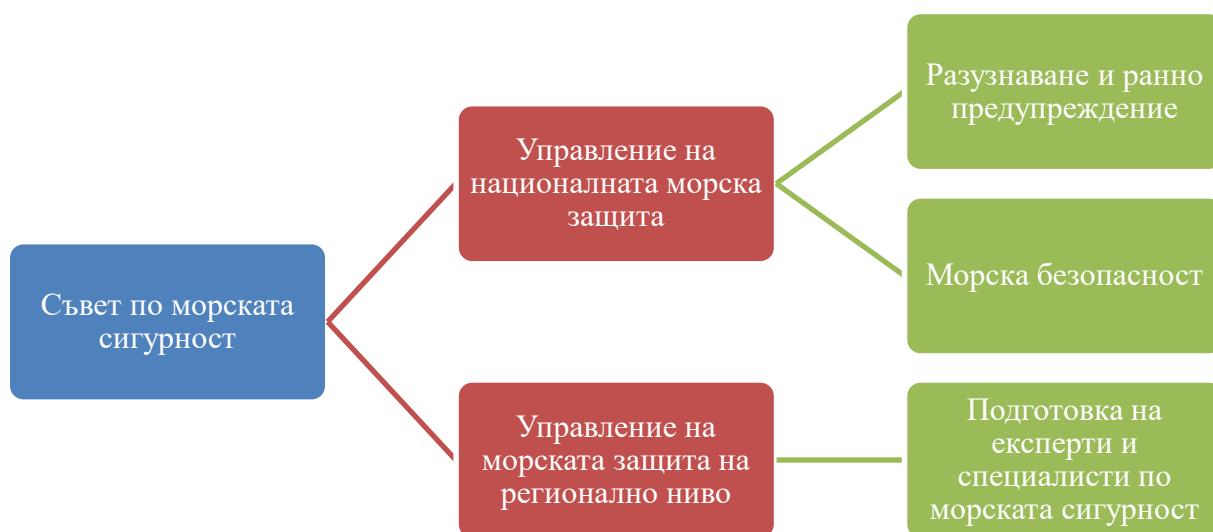 Съвет по морската
сигурност
Управление на
националната морска
защита
Разузнаване и ранно
предупреждение
Морска безопасност
Управление на
морската защита на
регионално ниво
Подготовка на
експерти и
специалисти по
морската сигурност